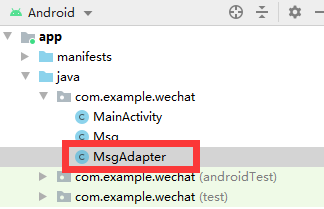 Android
app
manifests
java
com.example.wechat
MainActivity
Msg
MsgAdapter
com.example.wechat (androidTest)
com.example.wechat (test)